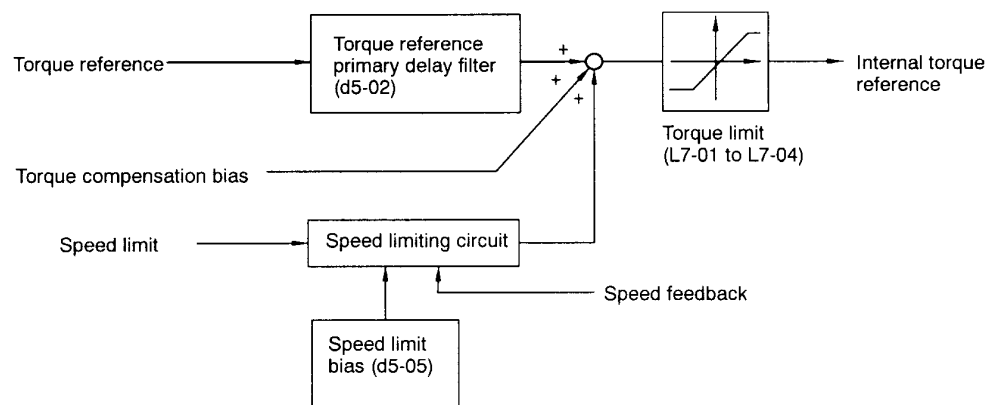 Torque reference
Torque reference
primary delay filter
(d5-02)
+
+
+
Internal torque
reference
Torque limit
(L7-01 to L7-04)
Torque compensation bias
Speed limit
Speed limiting circuit
Speed feedback
Speed limit
bias (d5-05)